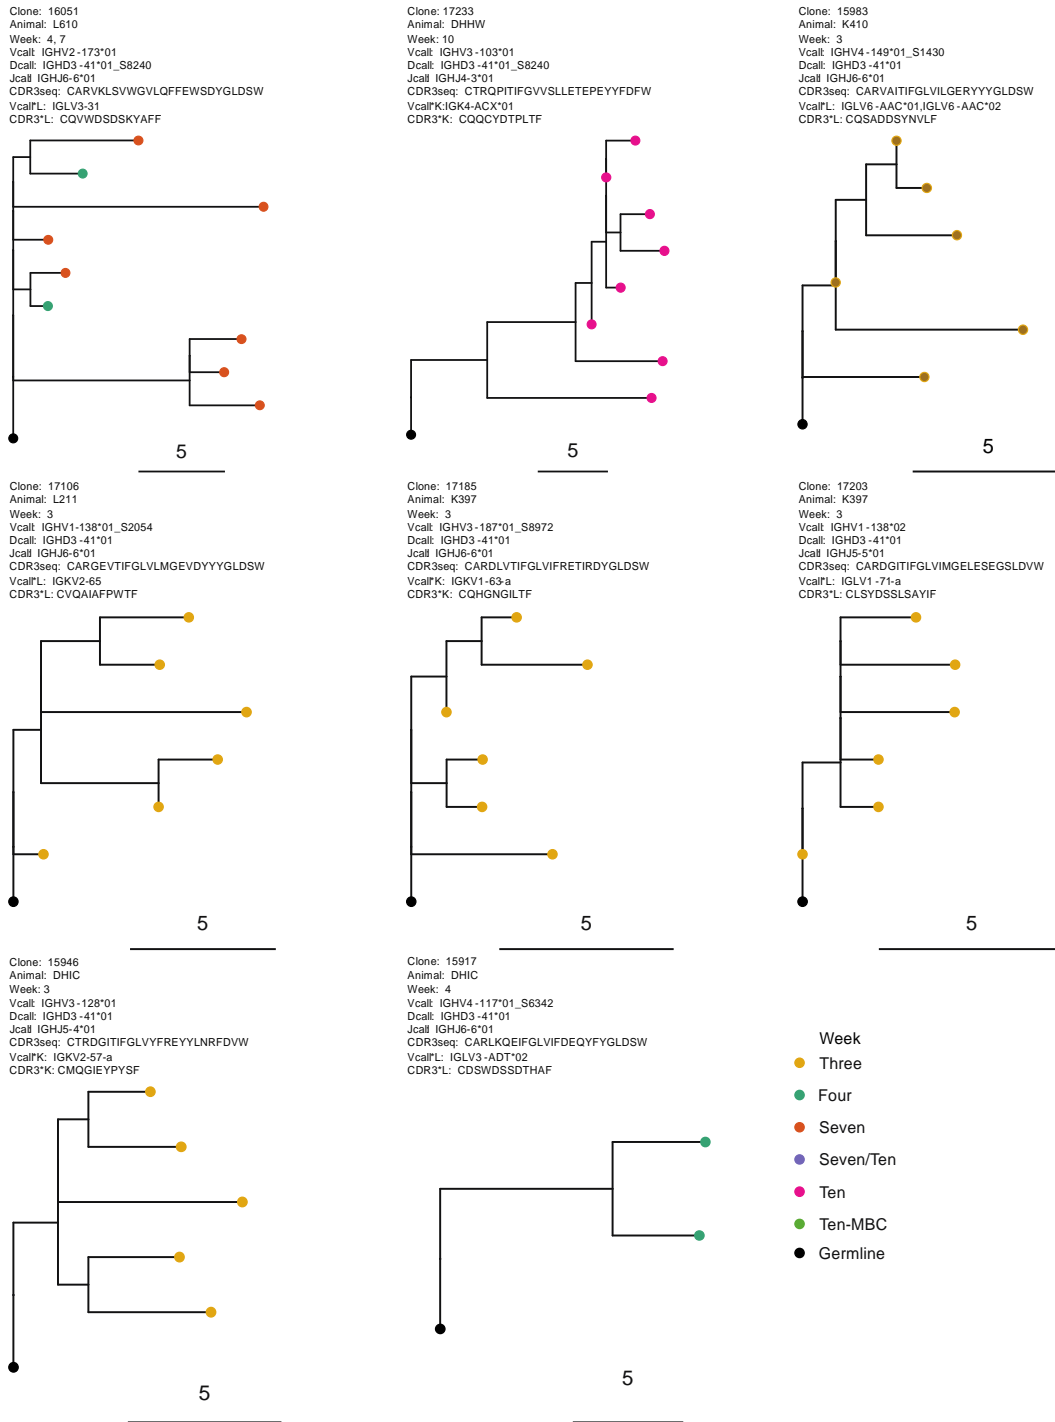 Clone: 16051
Animal: L610
Week: 4, 7
Vcall: IGHV2-173*01
Dcall: IGHD3-41*01_S8240
Jcall: IGHJ6-6*01
CDR3seq: CARVKLSVWGVLQFFEWSDYGLDSW
Vcall*L: IGLV3-31
CDR3*L: CQVWDSDSKYAFF
5
Clone: 17233
Animal: DHHW
Week: 10
Vcall: IGHV3-103*01
Dcall: IGHD3-41*01_S8240
Jcall: IGHJ4-3*01
CDR3seq: CTRQPITIFGVVSLLETEPEYYFDFW
Vcall*K:IGK4-ACX*01
CDR3*K: CQQCYDTPLTF
5
Clone: 15983
Animal: K410
Week: 3
Vcall: IGHV4-149*01_S1430
Dcall: IGHD3-41*01
Jcall: IGHJ6-6*01
CDR3seq: CARVAITIFGLVILGERYYYGLDSW
Vcall*L: IGLV6-AAC*01,IGLV6-AAC*02
CDR3*L: CQSADDSYNVLF
5
Clone: 17106
Animal: L211
Week: 3
Vcall: IGHV1-138*01_S2054
Dcall: IGHD3-41*01
Jcall: IGHJ6-6*01
CDR3seq: CARGEVTIFGLVLMGEVDYYYGLDSW
Vcall*L: IGKV2-65
CDR3*L: CVQAIAFPWTF
5
Clone: 17185
Animal: K397
Week: 3
Vcall: IGHV3-187*01_S8972
Dcall: IGHD3-41*01
Jcall: IGHJ6-6*01
CDR3seq: CARDLVTIFGLVIFRETIRDYGLDSW
Vcall*K: IGKV1-63-a
CDR3*K: CQHGNGILTF
5
Clone: 17203
Animal: K397
Week: 3
Vcall: IGHV1-138*02
Dcall: IGHD3-41*01
Jcall: IGHJ5-5*01
CDR3seq: CARDGITIFGLVIMGELESEGSLDVW
Vcall*L: IGLV1-71-a
CDR3*L: CLSYDSSLSAYIF
5
Clone: 15946
Animal: DHIC
Week: 3
Vcall: IGHV3-128*01
Dcall: IGHD3-41*01
Jcall: IGHJ5-4*01
CDR3seq: CTRDGITIFGLVYFREYYLNRFDVW
Vcall*K: IGKV2-57-a
CDR3*K: CMQGIEYPYSF
5
Clone: 15917
Animal: DHIC
Week: 4
Vcall: IGHV4-117*01_S6342
Dcall: IGHD3-41*01
Jcall: IGHJ6-6*01
CDR3seq: CARLKQEIFGLVIFDEQYFYGLDSW
Vcall*L: IGLV3-ADT*02
CDR3*L: CDSWDSSDTHAF
5
Week
Three
Four
Seven
Seven/Ten
Ten
Ten-MBC
Germline